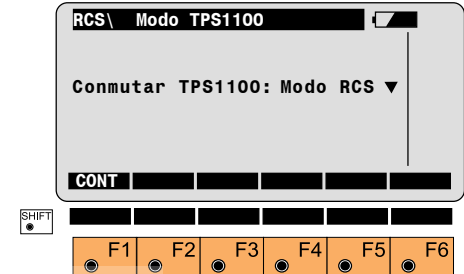 RCS\ Modo TPS1100
Conmutar TPS1100: Modo RCS ▼
CONT
SHIFT
F1 F2 F3 F4 F5 F6